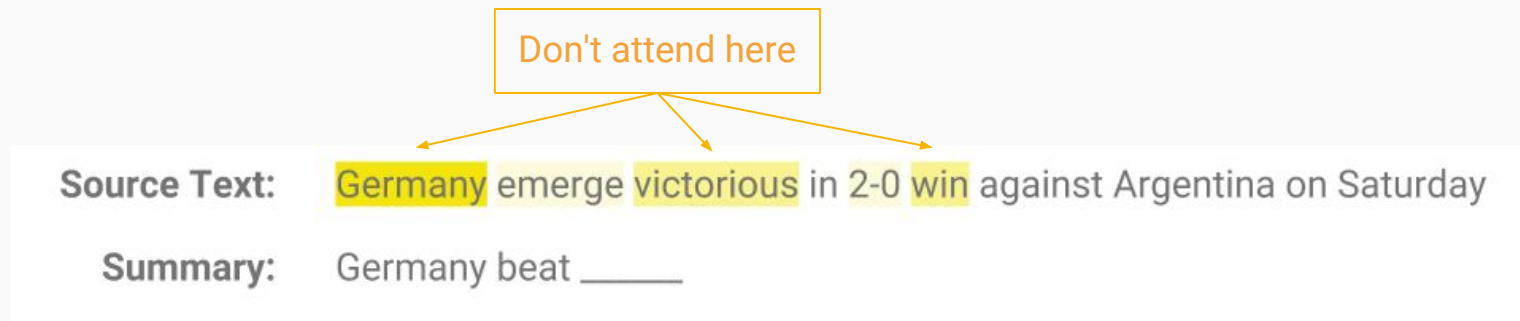 Don't attend here
Source Text: Germany emerge victorious in 2-0 win against Argentina on Saturday
Summary: Germany beat ______